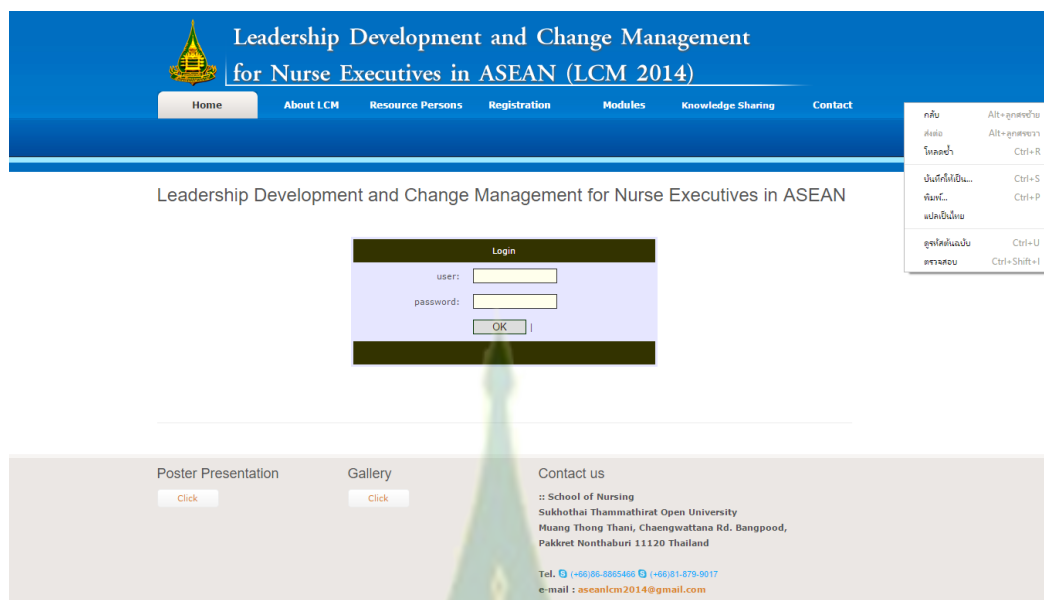 Leadership Development and Change Management
for Nurse Executives in ASEAN (LCM 2014)
Home About LCM Resource Persons Registration Modules Knowledge Sharing Contact
กลับ Alt+ลูกศรซ้าย
ส่งต่อ Alt+ลูกศรขวา
โหลดซ้ำ Ctrl+R
บันทึกให้เป็น... Ctrl+S
พิมพ์... Ctrl+P
แปลเป็นไทย
ดูรหัสต้นฉบับ Ctrl+U
ตรวจสอบ Ctrl+Shift+I
Leadership Development and Change Management for Nurse Executives in ASEAN
Login
user:
password:
OK |
Poster Presentation
Click
Gallery
Click
Contact us
:: School of Nursing
Sukhothai Thammathirat Open University
Muang Thong Thani, Chaengwattana Rd. Bangpood,
Pakkret Nonthaburi 11120 Thailand
Tel. (+66)86-8865466 (+66)81-879-9017
e-mail : aseanlcm2014@gmail.com